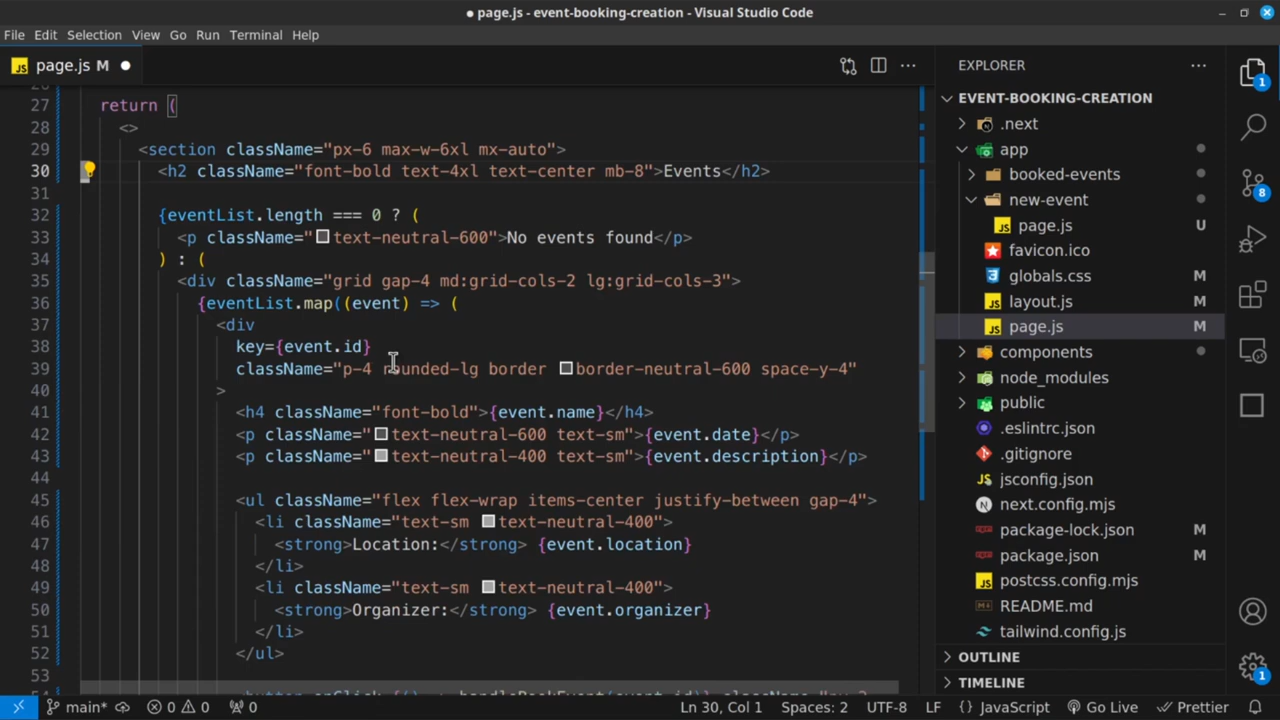 page.js - event-booking-creation - Visual Studio Code
File Edit Selection View Go Run Terminal Help
page.js M
27 return (
28 <>
29 <section className="px-6 max-w-6xl mx-auto">
30 <h2 className="font-bold text-4xl text-center mb-8">Events</h2>
31
32 {eventList.length === 0 ? (
33 <p className="text-neutral-600">No events found</p>
34 ) : (
35 <div className="grid gap-4 md:grid-cols-2 lg:grid-cols-3">
36 {eventList.map((event) => (
37 <div
38 key={event.id}
39 className="p-4 rounded-lg border border-neutral-600 space-y-4"
40 >
41 <h4 className="font-bold">{event.name}</h4>
42 <p className="text-neutral-600 text-sm">{event.date}</p>
43 <p className="text-neutral-400 text-sm">{event.description}</p>
44
45 <ul className="flex flex-wrap items-center justify-between gap-4">
46 <li className="text-sm text-neutral-400">
47 <strong>Location:</strong> {event.location}
48 </li>
49 <li className="text-sm text-neutral-400">
50 <strong>Organizer:</strong> {event.organizer}
51 </li>
52 </ul>
53
EXPLORER
EVENT-BOOKING-CREATION
.next
app
booked-events
new-event
JS page.js U
favicon.ico
globals.css M
JS layout.js M
JS page.js M
components
node_modules
public
.eslintrc.json
.gitignore
jsconfig.json
next.config.mjs
package-lock.json M
package.json M
JS postcss.config.mjs
README.md
tailwind.config.js
OUTLINE
TIMELINE
1
8
1
main* 0 0 0 Ln 30, Col 1 Spaces: 2 UTF-8 LF {} JavaScript Go Live Prettier